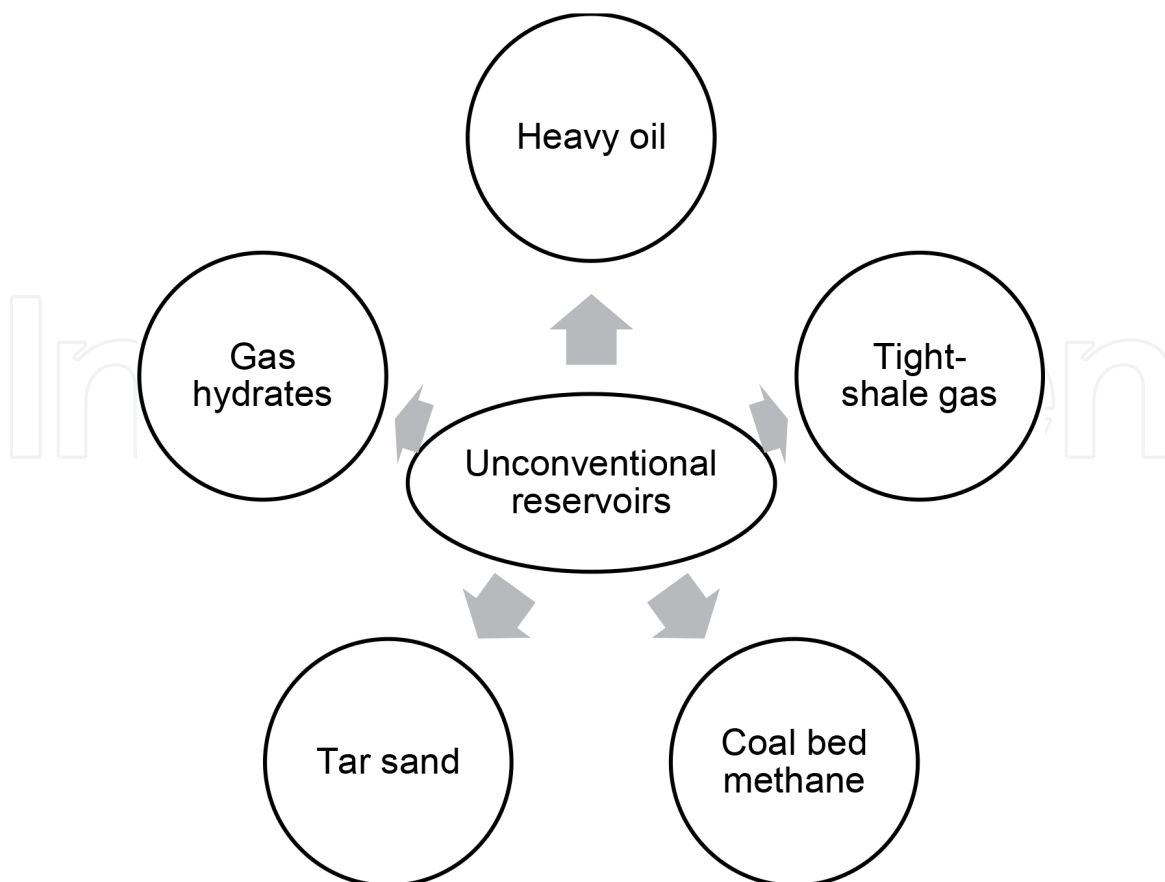 Heavy oil
Gas
hydrates
Tight-
shale gas
Unconventional
reservoirs
Tar sand
Coal bed
methane